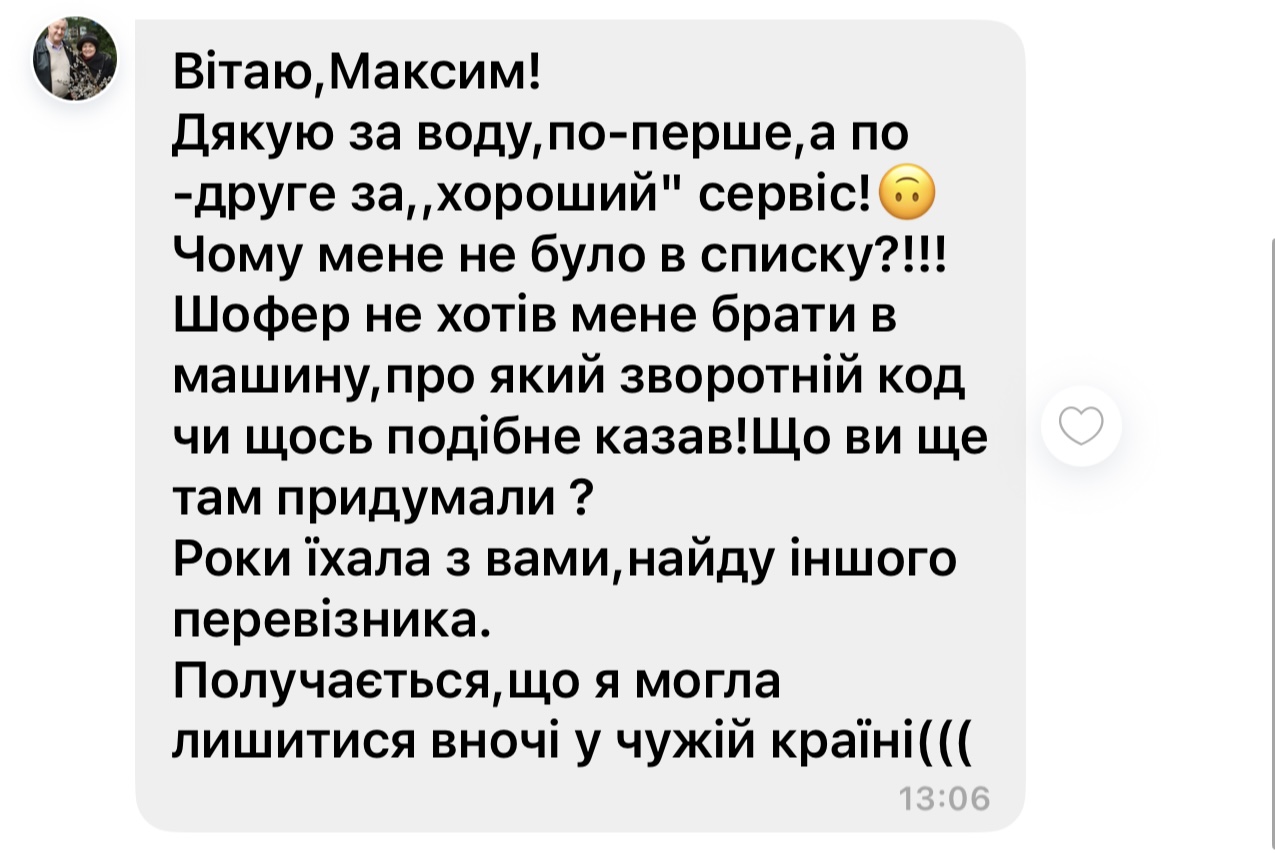 Вітаю,Максим!
Дякую за воду,по-перше,а по
-друге за,,хороший" сервіс!🙃
Чому мене не було в списку?!!!
Шофер не хотів мене брати в
машину,про який зворотній код
чи щось подібне казав!Що ви ще
там придумали ?
Роки їхала з вами,найду іншого
перевізника.
Получається,що я могла
лишитися вночі у чужій країні(((
13:06